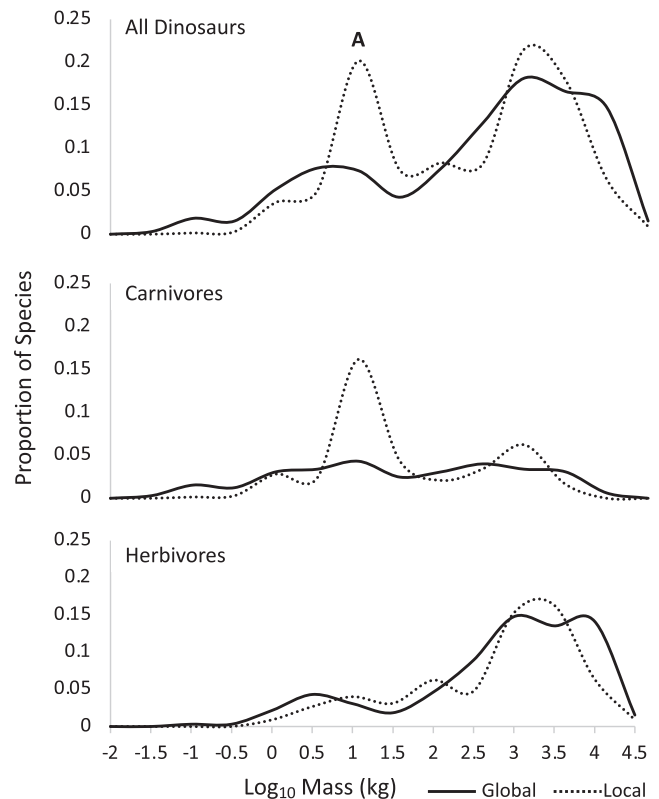 0.25
All Dinosaurs
A
0.2
0.15
0.1
0.05
0
0.25
Carnivores
0.2
0.15
0.1
0.05
0
0.25
Herbivores
0.2
0.15
0.1
0.05
0
Proportion of Species
-2 -1.5 -1 -0.5 0 0.5 1 1.5 2 2.5 3 3.5 4 4.5
Log10 Mass (kg) Global Local